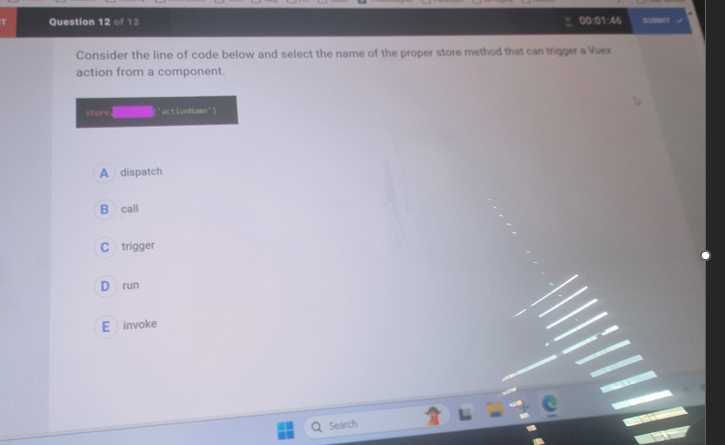 Question 12 of 12
00:01:46
SUBMIT
Consider the line of code below and select the name of the proper store method that can trigger a Vuex
action from a component.
store. ('actionName')
A dispatch
B call
C trigger
D run
E invoke
Search